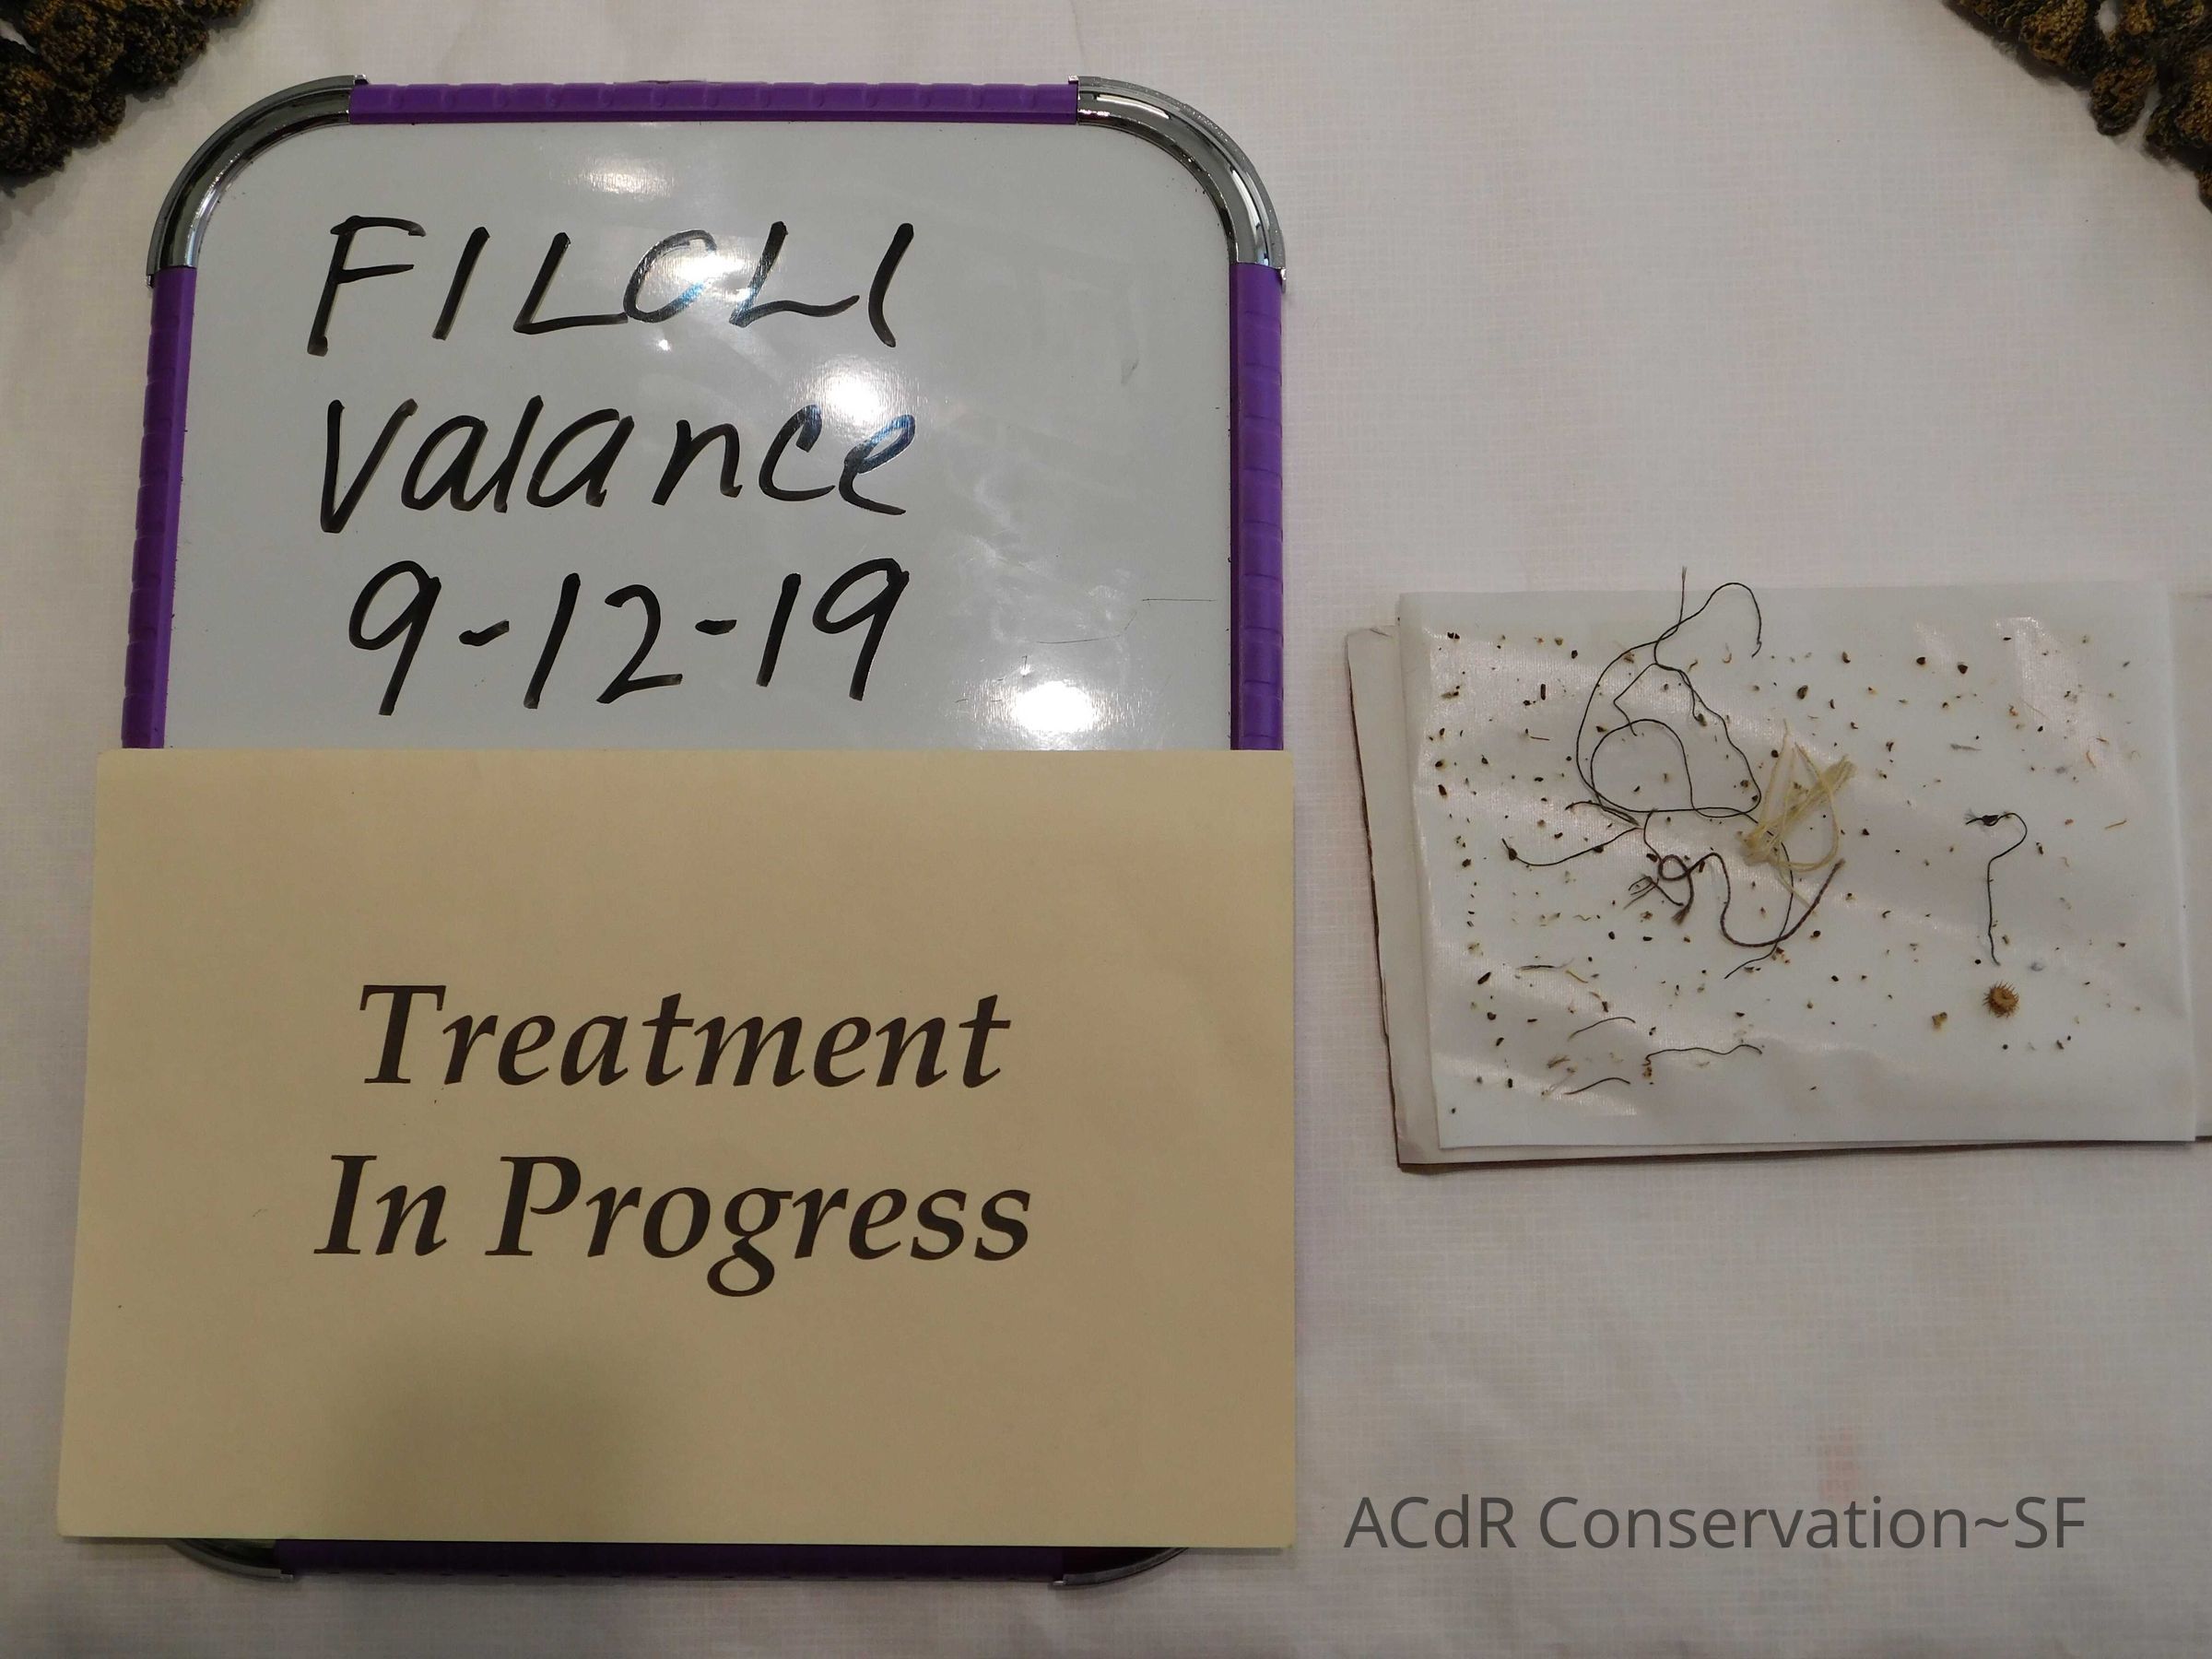 FILOLI
Valance
9-12-19
Treatment
In Progress
ACdR Conservation~SF